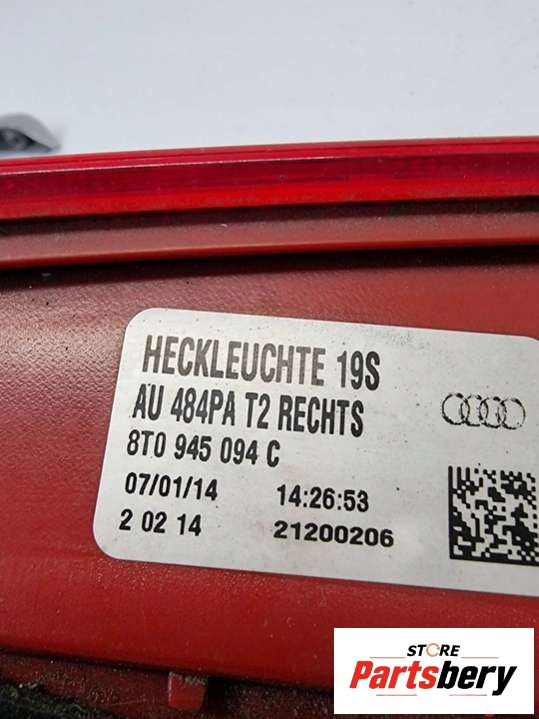 HECKLEUCHTE 19S
AU 484PA T2 RECHTS
8T0 945 094 C
07/01/14 14:26:53
2 02 14 21200206
STORE
Partsbery